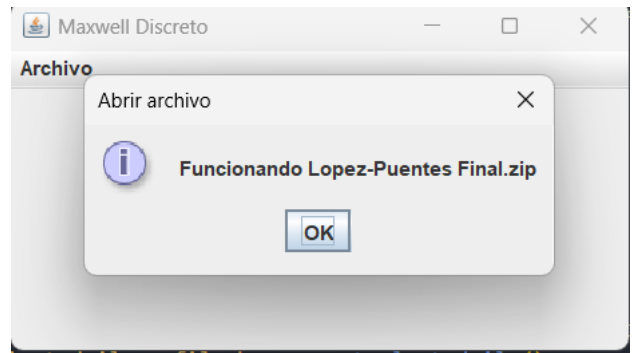 Maxwell Discreto
Archivo
Abrir archivo
Funcionando Lopez-Puentes Final.zip
OK